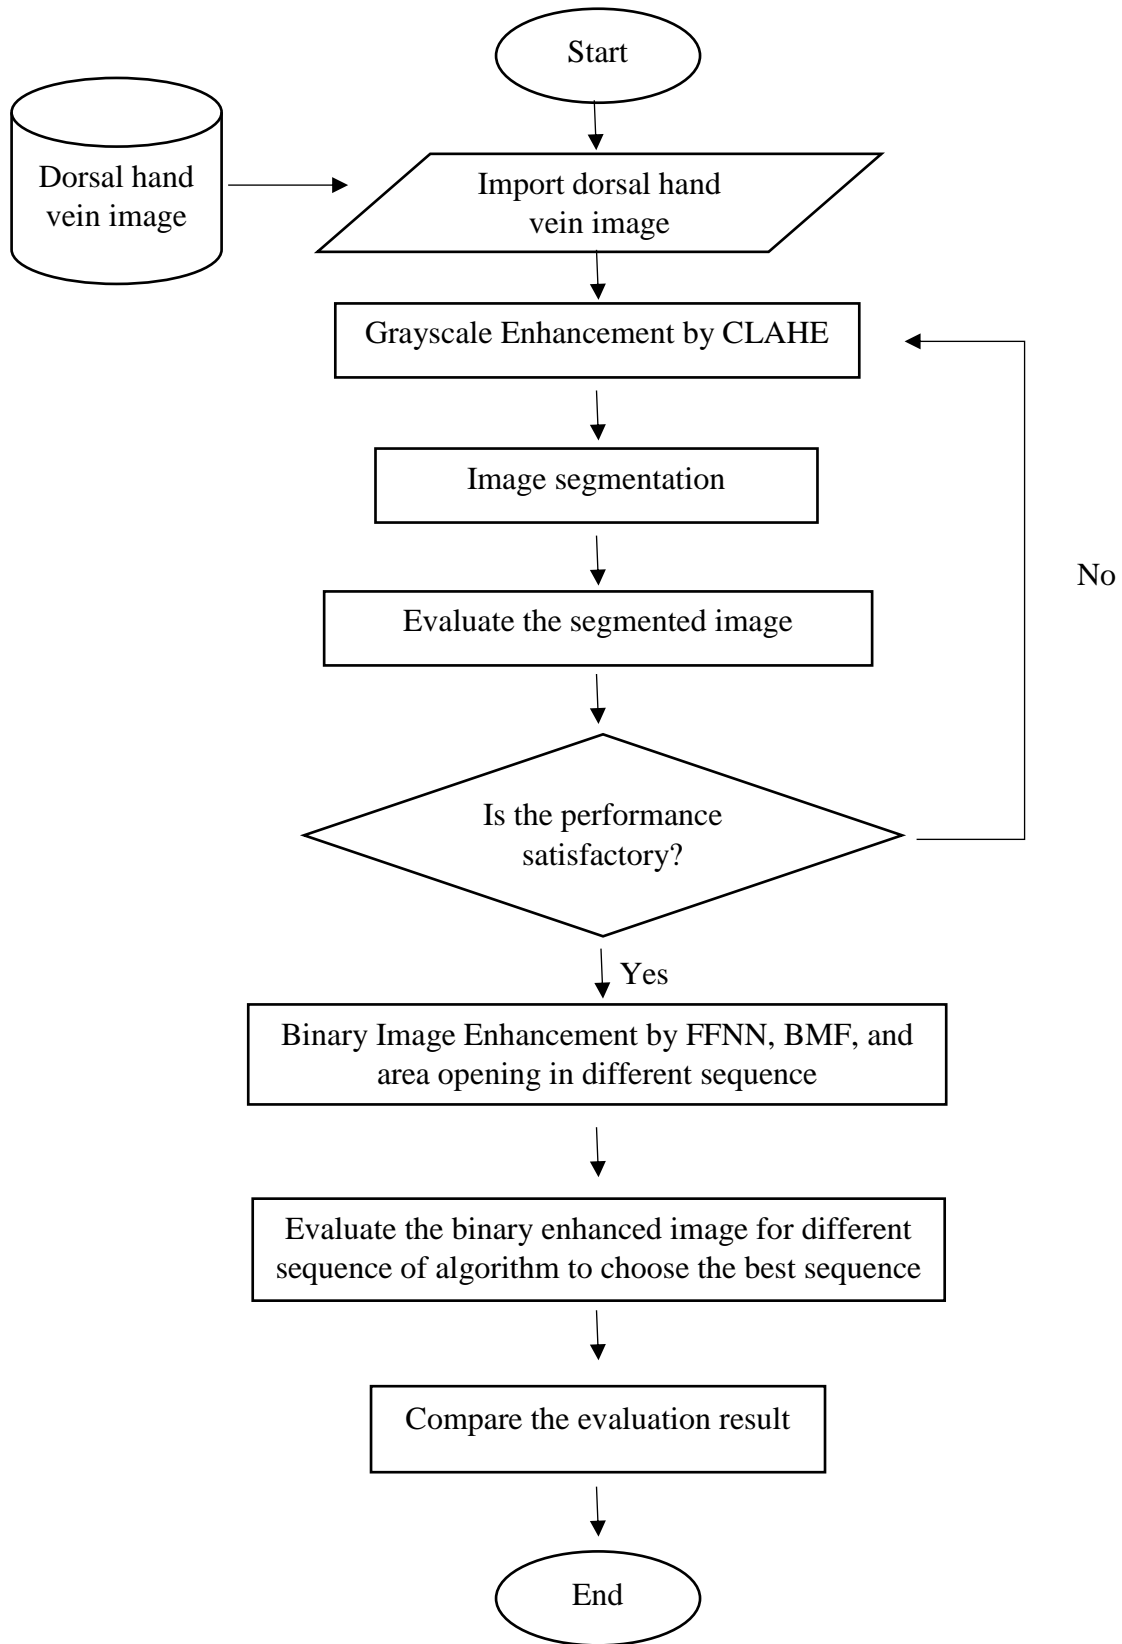 Start
Dorsal hand
vein image
Import dorsal hand
vein image
Grayscale Enhancement by CLAHE
Image segmentation
No
Evaluate the segmented image
Is the performance
satisfactory?
Yes
Binary Image Enhancement by FFNN, BMF, and
area opening in different sequence
Evaluate the binary enhanced image for different
sequence of algorithm to choose the best sequence
Compare the evaluation result
End